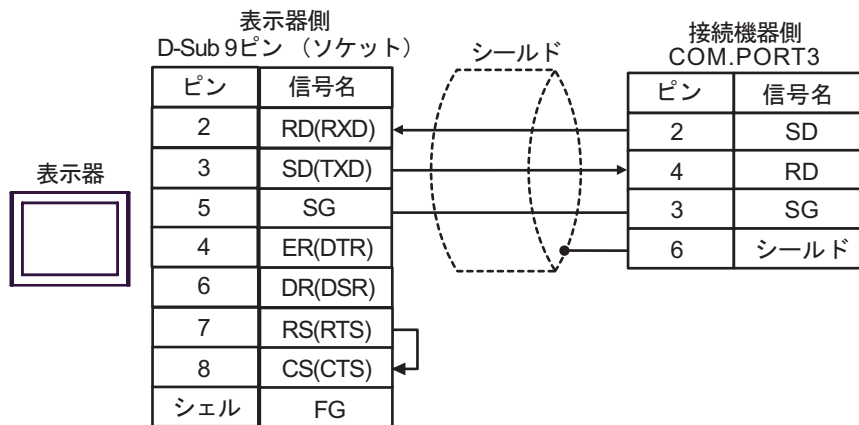 表示器側
D-Sub 9ピン （ソケット）
シールド
接続機器側
COM.PORT3
表示器
ピン 信号名
2 RD(RXD)
3 SD(TXD)
5 SG
4 ER(DTR)
6 DR(DSR)
7 RS(RTS)
8 CS(CTS)
シェル FG
ピン 信号名
2 SD
4 RD
3 SG
6 シールド